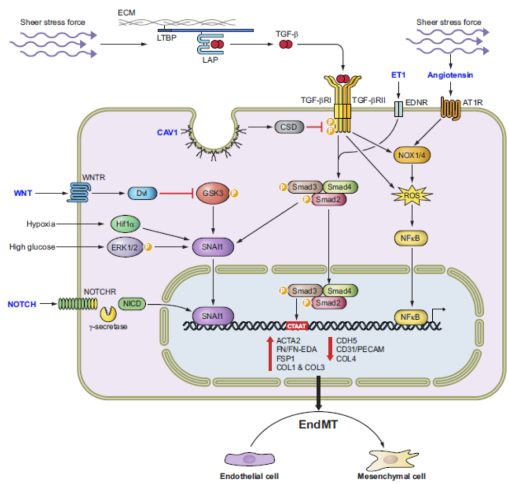 ECM
Sheer stress force
LTBP
LAP
TGF-β
Sheer stress force
ET1
Angiotensin
TGF-βRI
TGF-βRII
EDNR
AT1R
CAV1
CSD
P
P
NOX1/4
WNTR
WNT
Dvl
GSK3
P
P
Smad3
Smad4
Smad2
P
ROS
Hypoxia
Hif1α
High glucose
ERK1/2
P
SNAI1
NFκB
NOTCHR
NOTCH
NICD
γ-secretase
SNAI1
P
Smad3
Smad4
P
Smad2
CTAAT
NFκB
ACTA2
FN/FN-EDA
FSP1
COL1 & COL3
CDH5
CD31/PECAM
COL4
EndMT
Endothelial cell
Mesenchymal cell